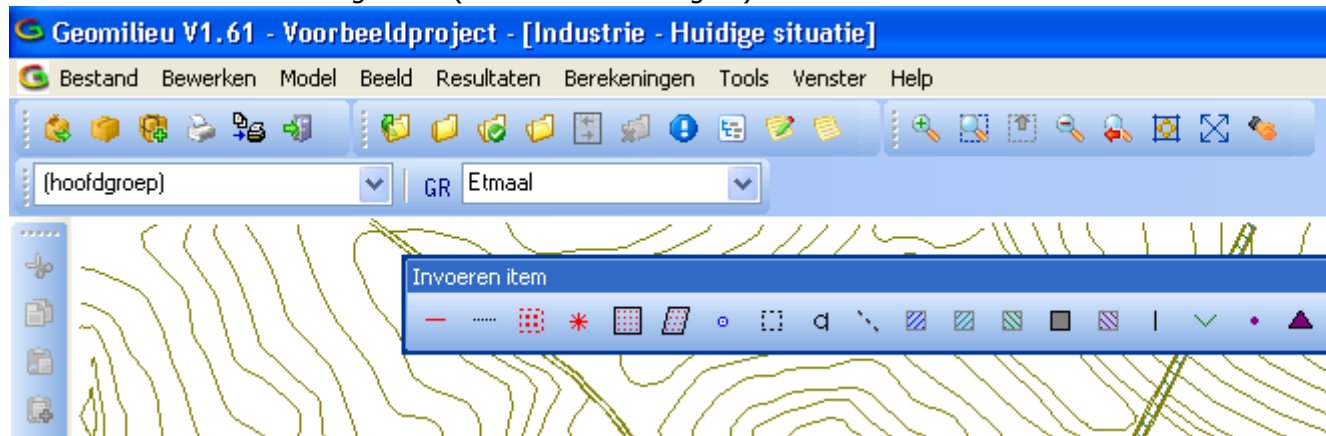 Geomilieu V1.61 - Voorbeeldproject - [Industrie - Huidige situatie]
Bestand Bewerken Model Beeld Resultaten Berekeningen Tools Venster Help
(hoofdgroep) GR Etmaal
Invoeren item